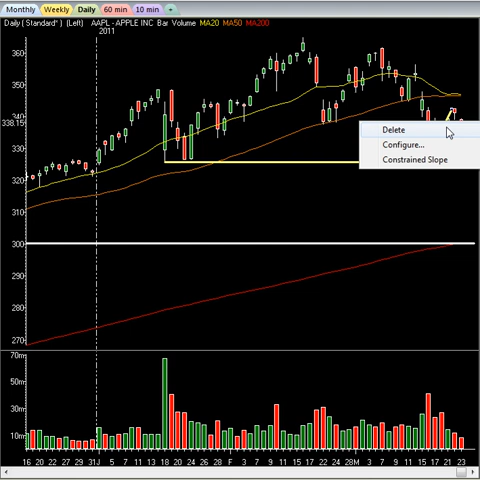 Monthly Weekly Daily 60 min 10 min +
Daily ( Standard* ) (Left) AAPL - APPLE INC Bar Volume MA20 MA50 MA200
2011
360
350
340
338.15
330
320
310
300
290
280
270
Delete
Configure...
Constrained Slope
70m
50m
30m
10m
16 20 22 27 29 31J 5 7 11 13 18 20 24 26 28 F 3 7 9 11 15 17 22 24 28M 3 7 9 11 15 17 21 23